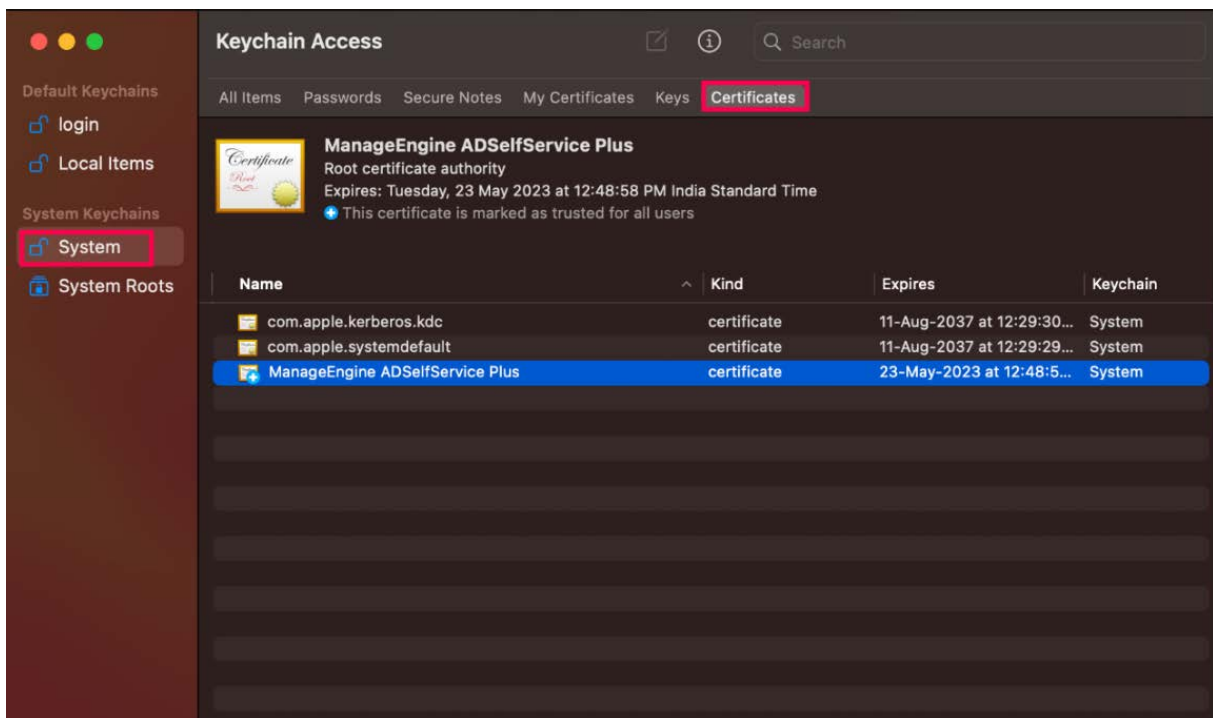 Keychain Access
Search
Default Keychains
login
Local Items
System Keychains
System
System Roots
All Items Passwords Secure Notes My Certificates Keys Certificates
Certificate
Root
ManageEngine ADSelfService Plus
Root certificate authority
Expires: Tuesday, 23 May 2023 at 12:48:58 PM India Standard Time
This certificate is marked as trusted for all users
Name Kind Expires Keychain
com.apple.kerberos.kdc certificate 11-Aug-2037 at 12:29:30... System
com.apple.systemdefault certificate 11-Aug-2037 at 12:29:29... System
ManageEngine ADSelfService Plus certificate 23-May-2023 at 12:48:5... System